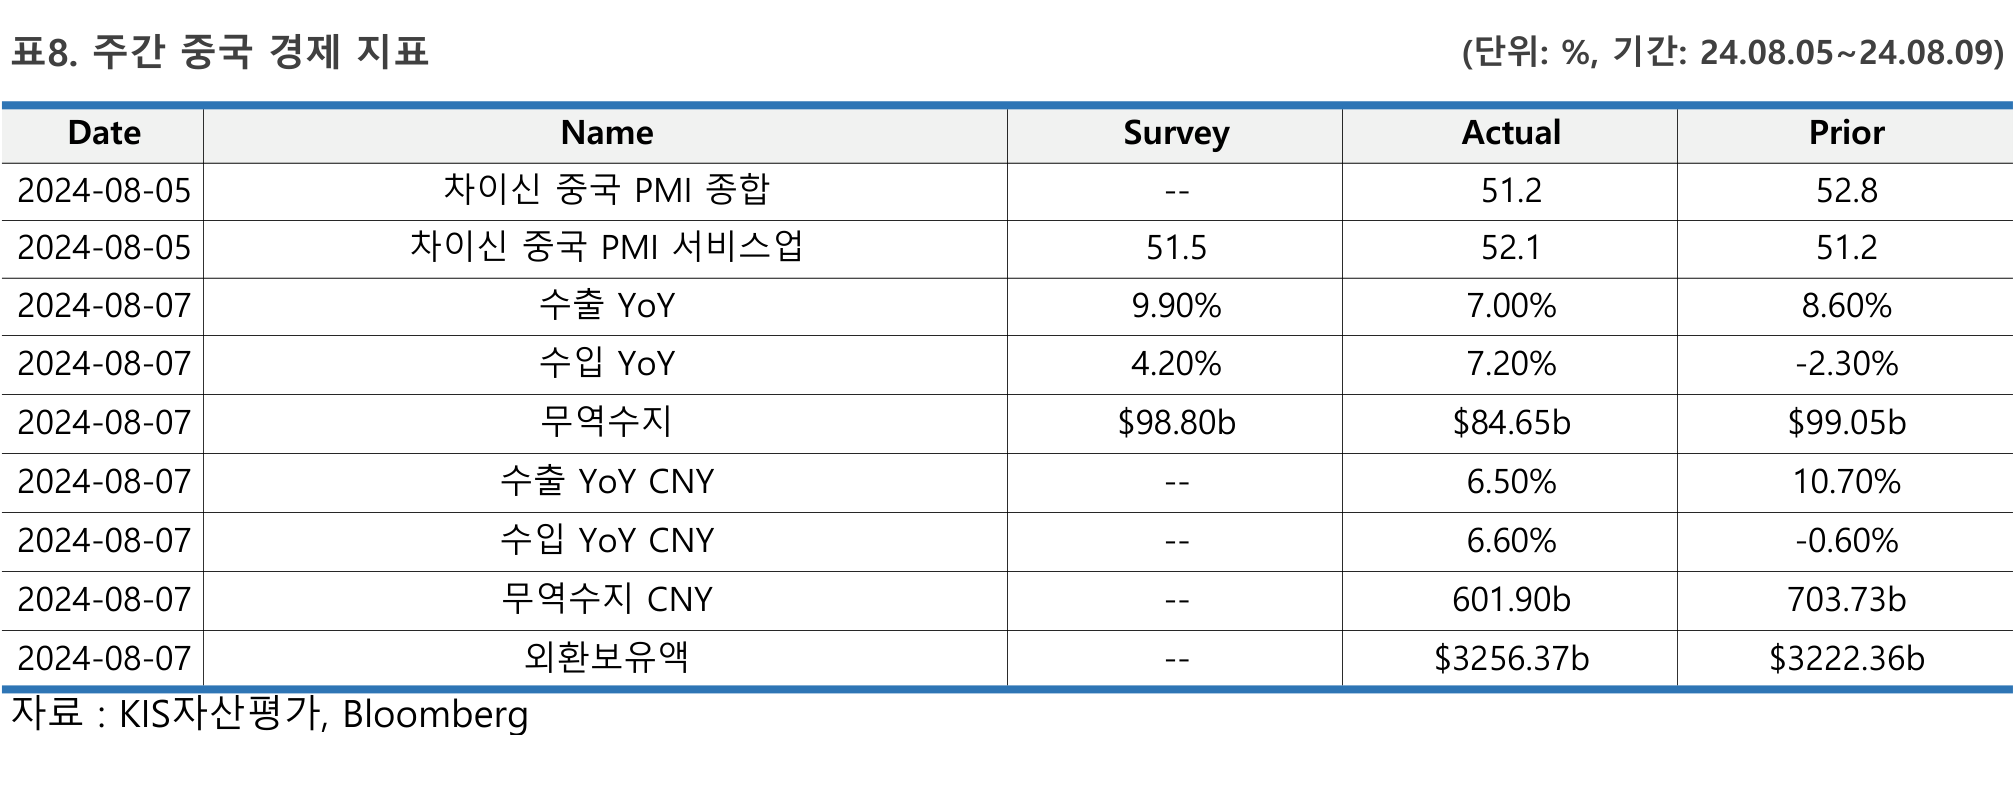 표8. 주간 중국 경제 지표 (단위: %, 기간: 24.08.05~24.08.09)
Date Name Survey Actual Prior
2024-08-05 차이신 중국 PMI 종합 -- 51.2 52.8
2024-08-05 차이신 중국 PMI 서비스업 51.5 52.1 51.2
2024-08-07 수출 YoY 9.90% 7.00% 8.60%
2024-08-07 수입 YoY 4.20% 7.20% -2.30%
2024-08-07 무역수지 $98.80b $84.65b $99.05b
2024-08-07 수출 YoY CNY -- 6.50% 10.70%
2024-08-07 수입 YoY CNY -- 6.60% -0.60%
2024-08-07 무역수지 CNY -- 601.90b 703.73b
2024-08-07 외환보유액 -- $3256.37b $3222.36b
자료 : KIS자산평가, Bloomberg